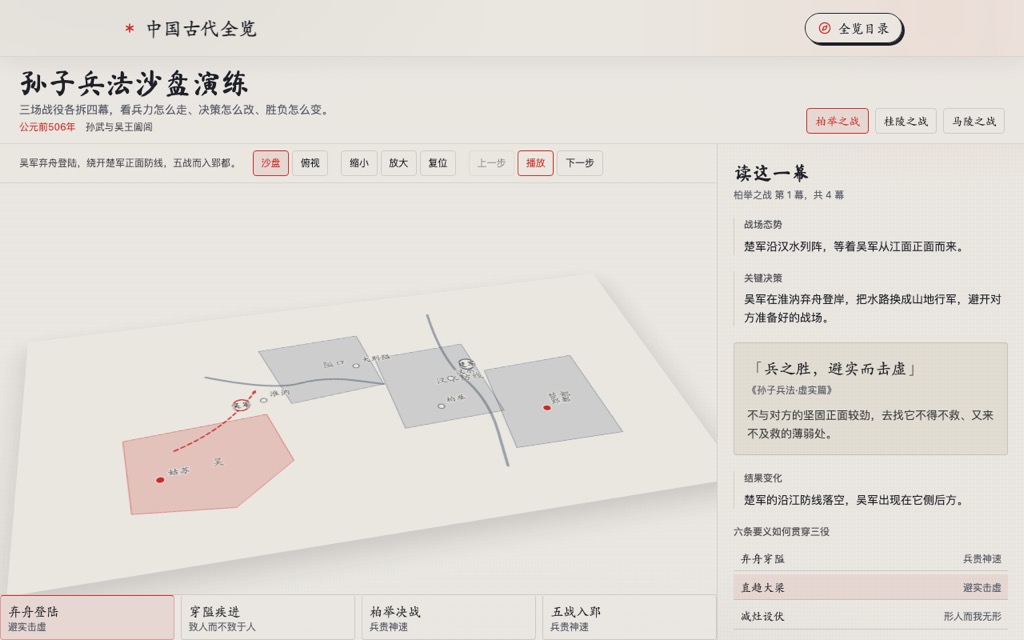 * 中国古代全览
全览目录
孙子兵法沙盘演练
三场战役各拆四幕，看兵力怎么走、决策怎么改、胜负怎么变。
公元前506年 孙武与吴王阖闾
柏举之战 桂陵之战 马陵之战
吴军弃舟登陆，绕开楚军正面防线，五战而入郢都。
沙盘 俯视 缩小 放大 复位 上一步 播放 下一步
隘口
淮汭
吴军
柏举
姑苏 吴
弃舟登陆
避实击虚
穿隘疾进
致人而不致于人
柏举决战
兵贵神速
五战入郢
兵贵神速
读这一幕
柏举之战 第 1 幕，共 4 幕
战场态势
楚军沿汉水列阵，等着吴军从江面正面而来。
关键决策
吴军在淮汭弃舟登岸，把水路换成山地行军，避开对
方准备好的战场。
「兵之胜，避实而击虚」
《孙子兵法·虚实篇》
不与对方的坚固正面较劲，去找它不得不救、又来
不及救的薄弱处。
结果变化
楚军的沿江防线落空，吴军出现在它侧后方。
六条要义如何贯穿三役
弃舟穿隘 兵贵神速
直趋大梁 避实击虚
减灶设伏 形人而我无形